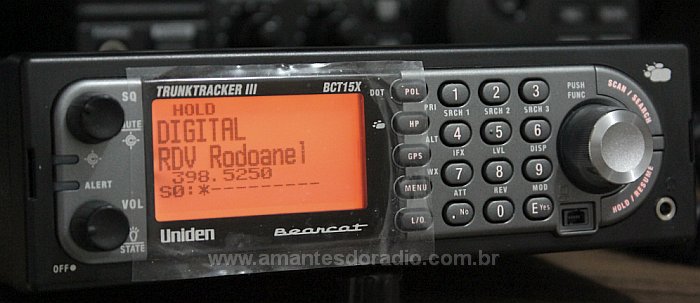 TRUNKTRACKER III
BCT15X
SQ
MUTE
ALERT
VOL
STATE
OFF
HOLD
DIGITAL
RDV Rodoanel
398.5250
S0:*---------
Uniden
Bearcat
DOT
POL
PRI
HP
ALT
GPS
WX
MENU
L/O
1 2 3
SRCH 1 SRCH 2 SRCH 3
4 5 6
IFX LVL DISP
7 8 9
ATT REV MOD
. No 0 E Yes
PUSH
FUNC
SCAN / SEARCH
HOLD / RESUME
www.amantesdoradio.com.br